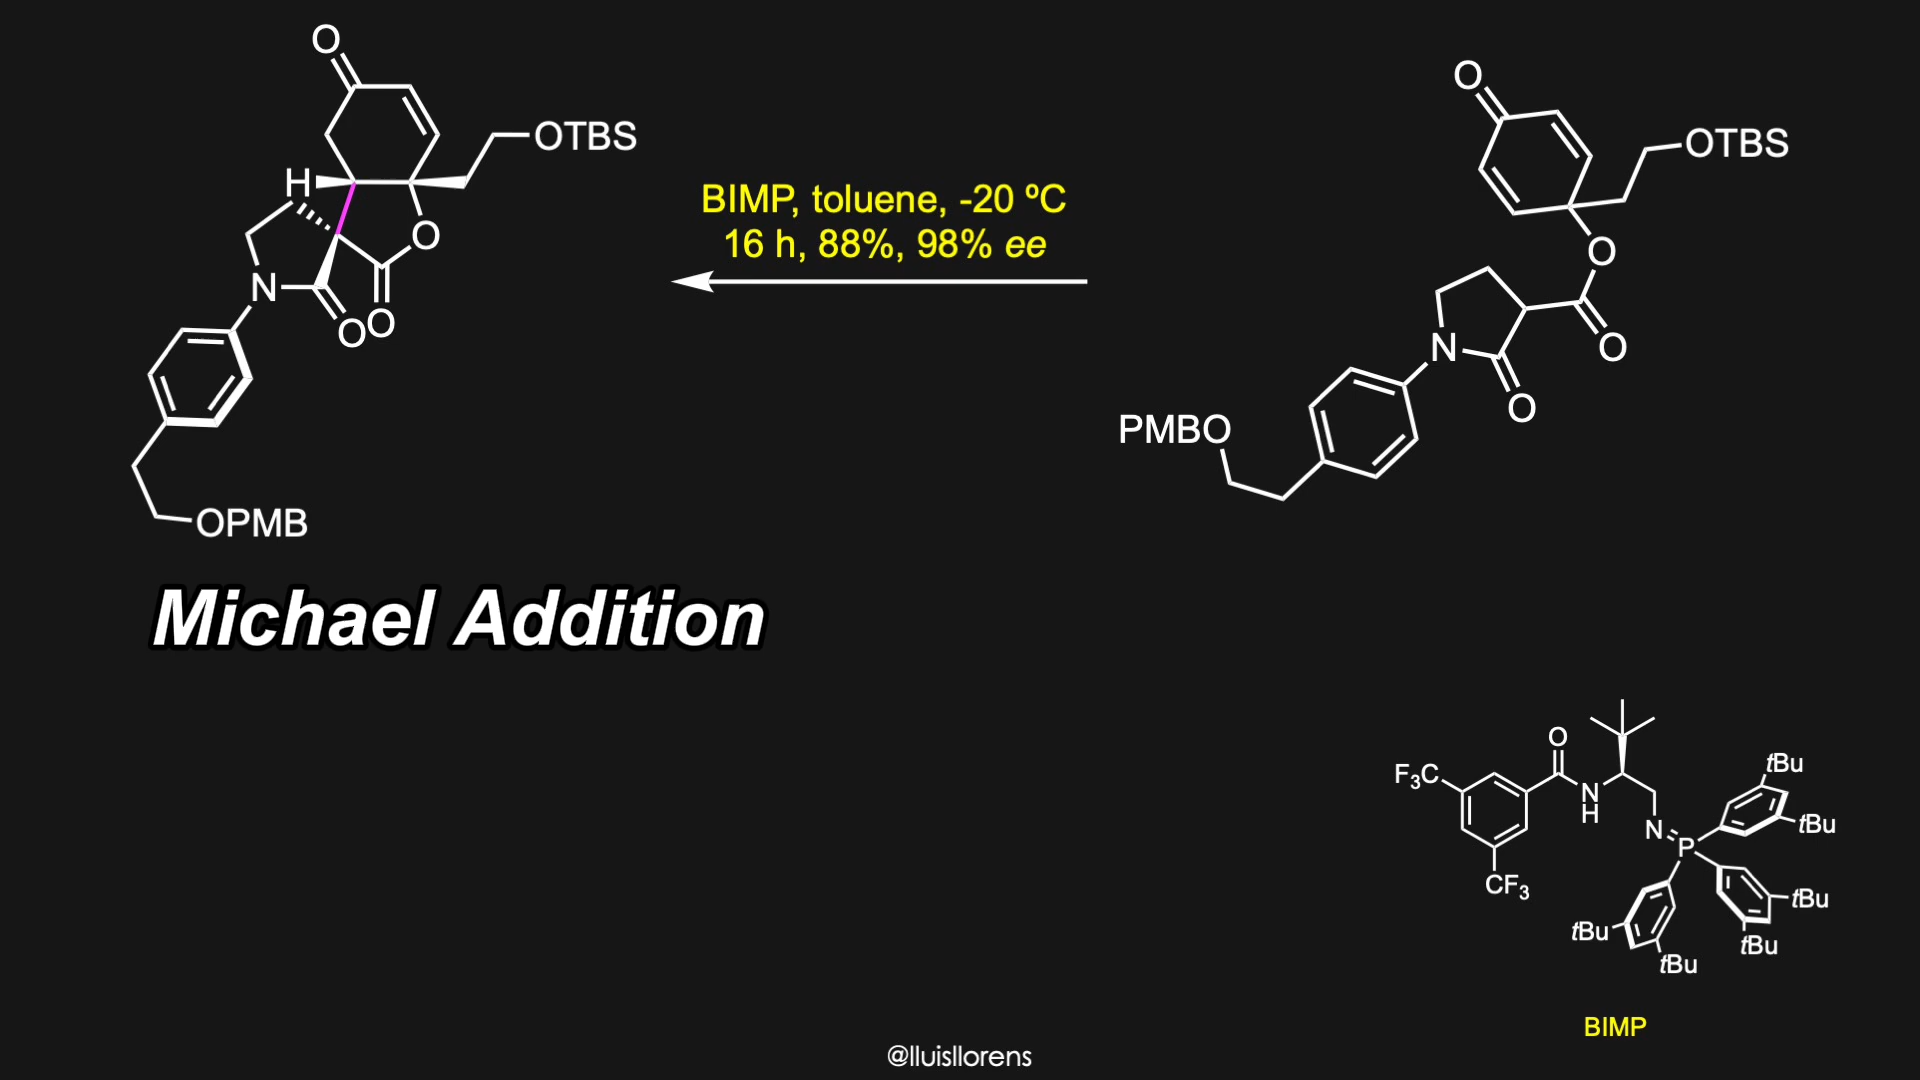 O
OTBS
H
O
N
OO
OPMB
BIMP, toluene, -20 ºC
16 h, 88%, 98% ee
O
OTBS
O
O
N
O
PMBO
Michael Addition
O
F₃C
N
H
CF₃
N
P
tBu
tBu
tBu
tBu
tBu
tBu
BIMP
@lluisllorens